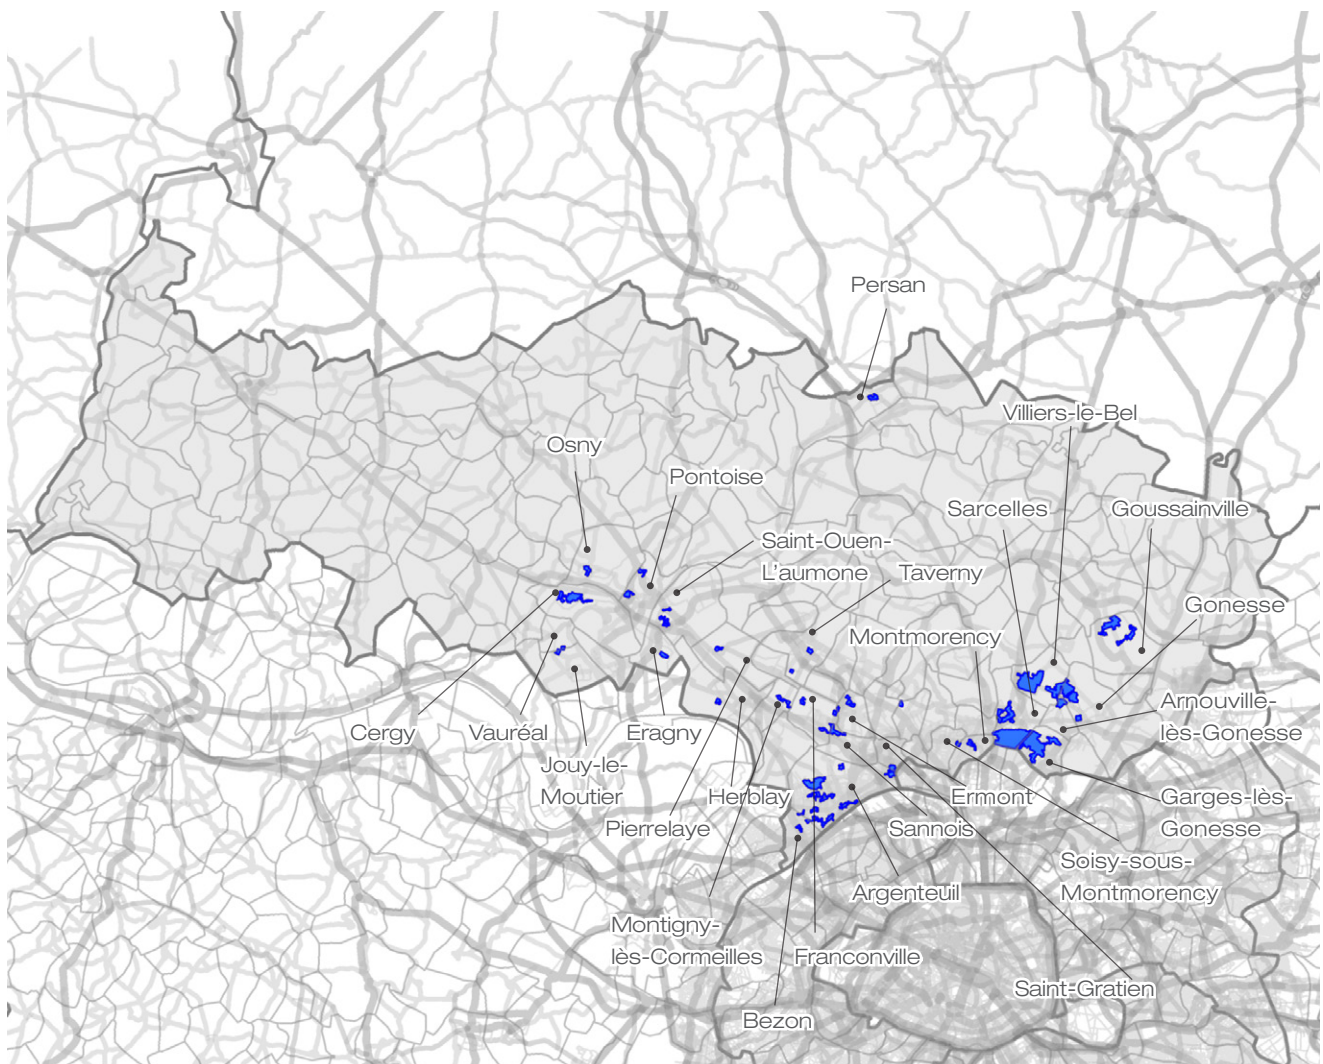 Persan
Villiers-le-Bel
Osny
Pontoise
Sarcelles
Goussainville
Saint-Ouen-
L'aumone
Taverny
Gonesse
Montmorency
Arnouville-
lès-Gonesse
Cergy
Vauréal
Eragny
Jouy-le-
Moutier
Herblay
Ermont
Garges-lès-
Gonesse
Pierrelaye
Sannois
Soisy-sous-
Montmorency
Argenteuil
Montigny-
lès-Cormeilles
Franconville
Saint-Gratien
Bezon